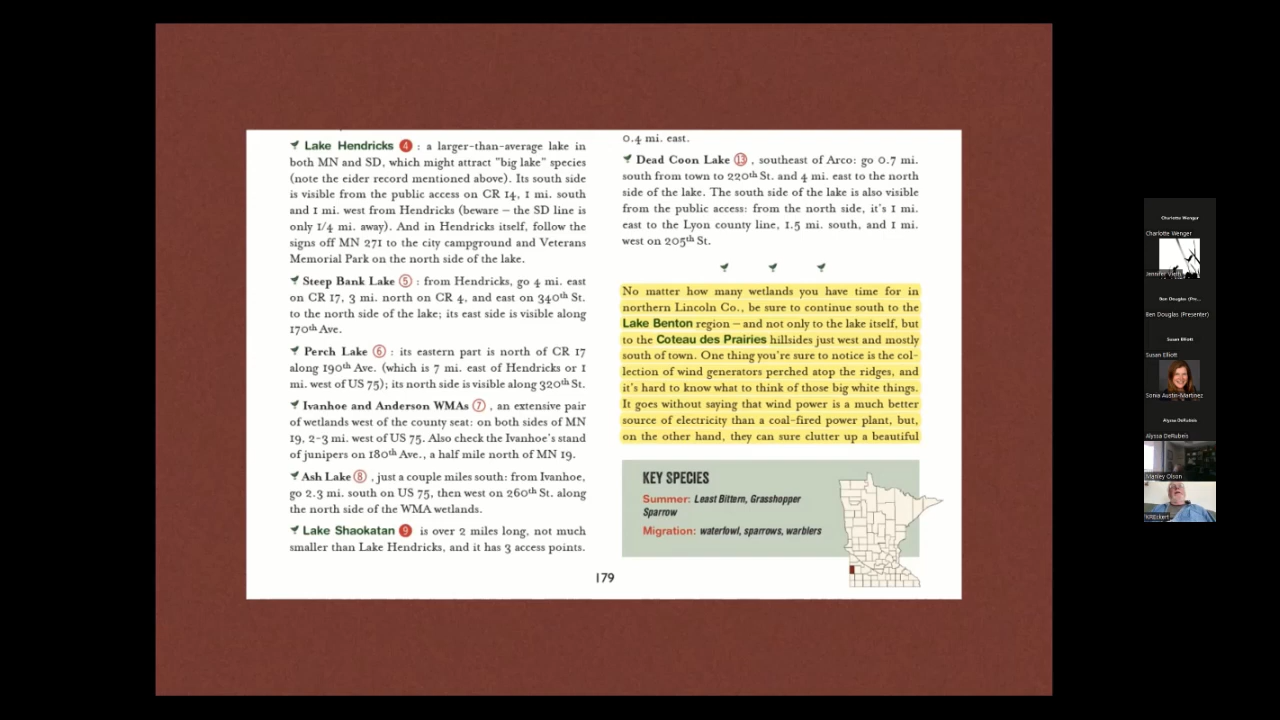 Lake Hendricks 4 : a larger-than-average lake in
both MN and SD, which might attract "big lake" species
(note the eider record mentioned above). Its south side
is visible from the public access on CR 14, 1 mi. south
and 1 mi. west from Hendricks (beware – the SD line is
only 1/4 mi. away). And in Hendricks itself, follow the
signs off MN 271 to the city campground and Veterans
Memorial Park on the north side of the lake.
Steep Bank Lake 5 : from Hendricks, go 4 mi. east
on CR 17, 3 mi. north on CR 4, and east on 340th St.
to the north side of the lake; its east side is visible along
170th Ave.
Perch Lake 6 : its eastern part is north of CR 17
along 190th Ave. (which is 7 mi. east of Hendricks or 1
mi. west of US 75); its north side is visible along 320th St.
Ivanhoe and Anderson WMAs 7 , an extensive pair
of wetlands west of the county seat: on both sides of MN
19, 2-3 mi. west of US 75. Also check the Ivanhoe's stand
of junipers on 180th Ave., a half mile north of MN 19.
Ash Lake 8 , just a couple miles south: from Ivanhoe,
go 2.3 mi. south on US 75, then west on 260th St. along
the north side of the WMA wetlands.
Lake Shaokatan 9 is over 2 miles long, not much
smaller than Lake Hendricks, and it has 3 access points.
0.4 mi. east.
Dead Coon Lake 13 , southeast of Arco: go 0.7 mi.
south from town to 220th St. and 4 mi. east to the north
side of the lake. The south side of the lake is also visible
from the public access: from the north side, it's 1 mi.
east to the Lyon county line, 1.5 mi. south, and 1 mi.
west on 205th St.
No matter how many wetlands you have time for in
northern Lincoln Co., be sure to continue south to the
Lake Benton region – and not only to the lake itself, but
to the Coteau des Prairies hillsides just west and mostly
south of town. One thing you're sure to notice is the col-
lection of wind generators perched atop the ridges, and
it's hard to know what to think of those big white things.
It goes without saying that wind power is a much better
source of electricity than a coal-fired power plant, but,
on the other hand, they can sure clutter up a beautiful
KEY SPECIES
Summer: Least Bittern, Grasshopper
Sparrow
Migration: waterfowl, sparrows, warblers
179
Charlotte Wenger
Charlotte Wenger
Jennifer
Ben Douglas (Pre...
Ben Douglas (Presenter)
Susan Elliott
Susan Elliott
Sonia Austin-Martinez
Alyssa DeRubeis
Alyssa DeRubeis
Manley Olson